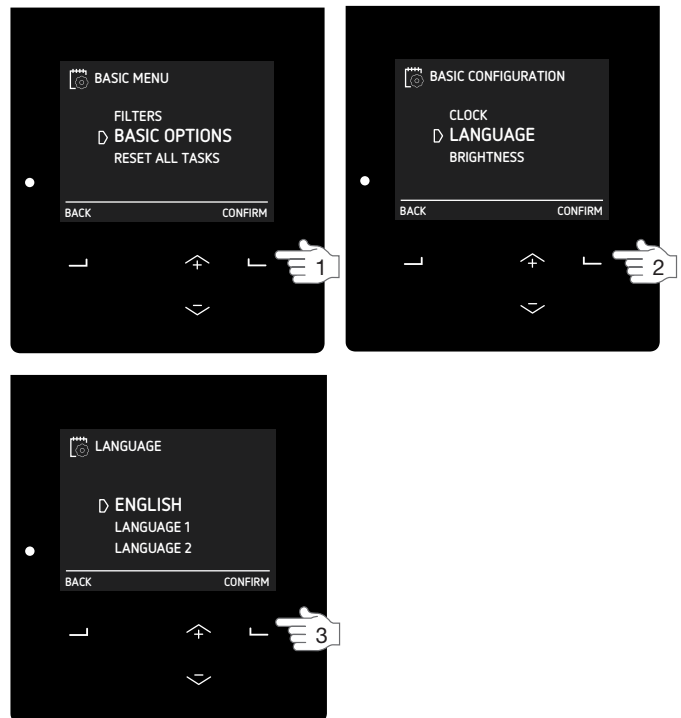 BASIC MENU
FILTERS
BASIC OPTIONS
RESET ALL TASKS
BACK CONFIRM
1
BASIC CONFIGURATION
CLOCK
LANGUAGE
BRIGHTNESS
BACK CONFIRM
2
LANGUAGE
ENGLISH
LANGUAGE 1
LANGUAGE 2
BACK CONFIRM
3